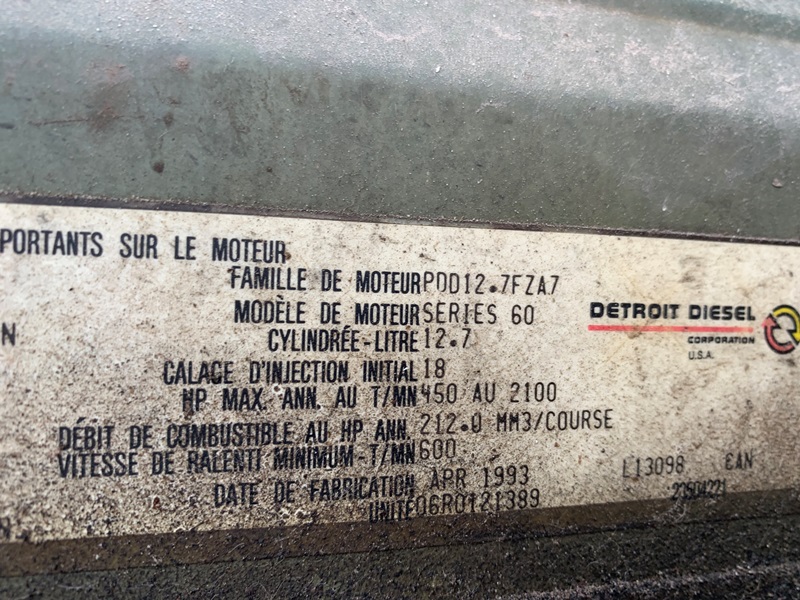 PORTANTS SUR LE MOTEUR
FAMILLE DE MOTEUR PDD12.7FZA7
MODÈLE DE MOTEUR SERIES 60
N
CYLINDRÉE-LITRE 12.7
DETROIT DIESEL
CORPORATION
U.S.A.
CALAGE D'INJECTION INITIAL 18
HP MAX. ANN. AU T/MN 450 AU 2100
DÉBIT DE COMBUSTIBLE AU HP ANN. 212.0 MM3/COURSE
VITESSE DE RALENTI MINIMUM-T/MN 600
DATE DE FABRICATION APR 1993
L13098 CAN
UNITÉ 06R0121389
23504221